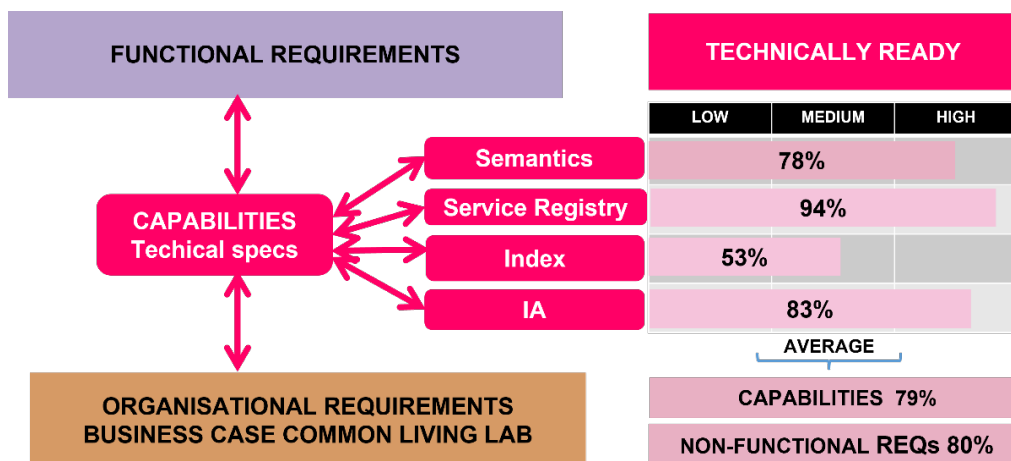 FUNCTIONAL REQUIREMENTS
TECHNICALLY READY
LOW MEDIUM HIGH
Semantics 78%
Service Registry 94%
CAPABILITIES
Techical specs
Index 53%
IA 83%
AVERAGE
ORGANISATIONAL REQUIREMENTS
BUSINESS CASE COMMON LIVING LAB
CAPABILITIES 79%
NON-FUNCTIONAL REQs 80%